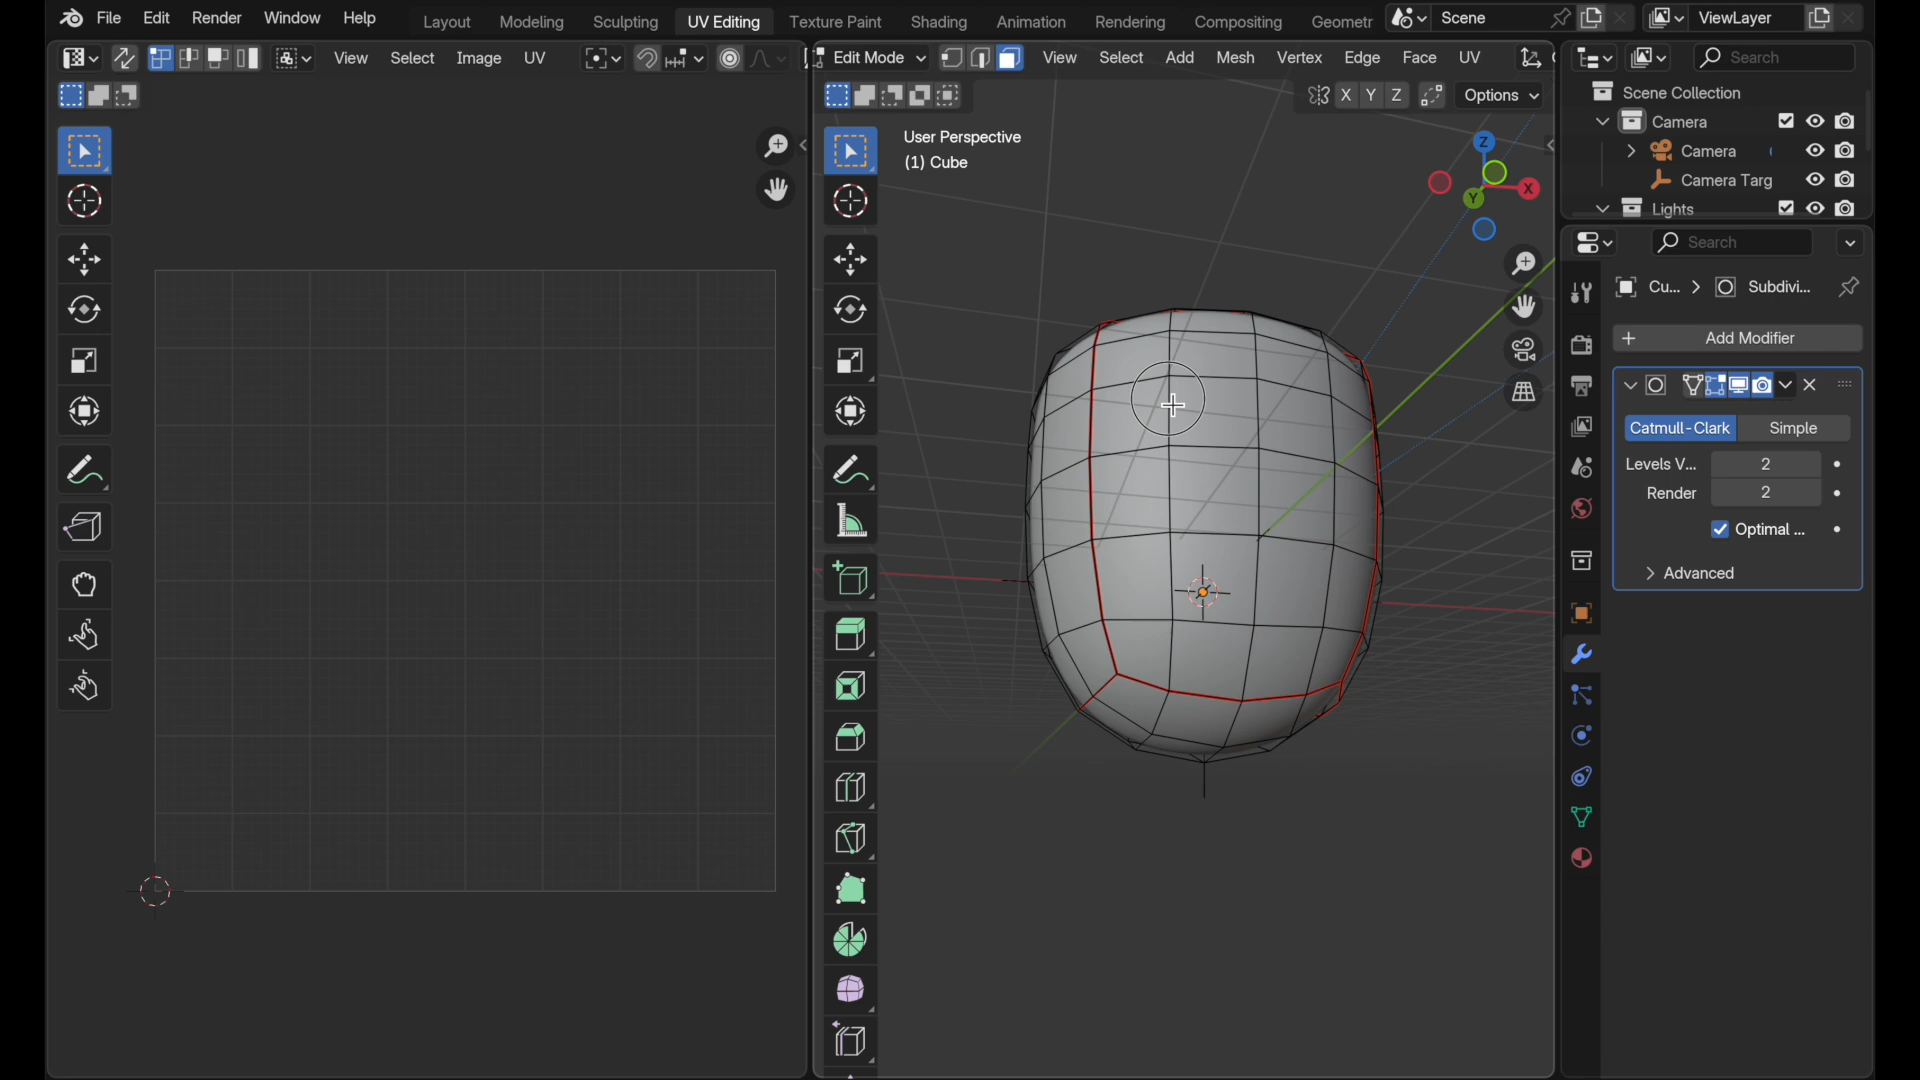 File Edit Render Window Help Layout Modeling Sculpting UV Editing Texture Paint Shading Animation Rendering Compositing Geometr Scene ViewLayer
View Select Image UV Edit Mode View Select Add Mesh Vertex Edge Face UV Search
X Y Z Options Scene Collection
Camera
User Perspective
(1) Cube
Z
X
Y
Camera
Camera Targ
Lights
Search
Cu... Subdivi...
Add Modifier
Catmull-Clark Simple
Levels V... 2
Render 2
Optimal ...
Advanced